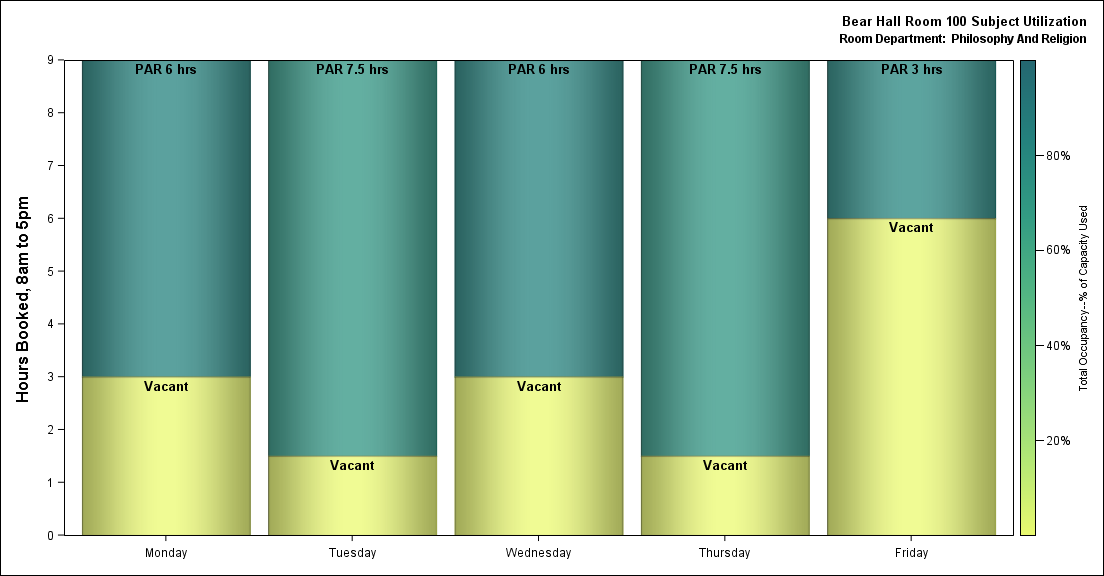 Bear Hall Room 100 Subject Utilization
Room Department: Philosophy And Religion
Hours Booked, 8am to 5pm
9
8
7
6
5
4
3
2
1
0
PAR 6 hrs
PAR 7.5 hrs
PAR 6 hrs
PAR 7.5 hrs
PAR 3 hrs
Vacant
Vacant
Vacant
Vacant
Vacant
Monday
Tuesday
Wednesday
Thursday
Friday
80%
60%
40%
20%
Total Occupancy--% of Capacity Used